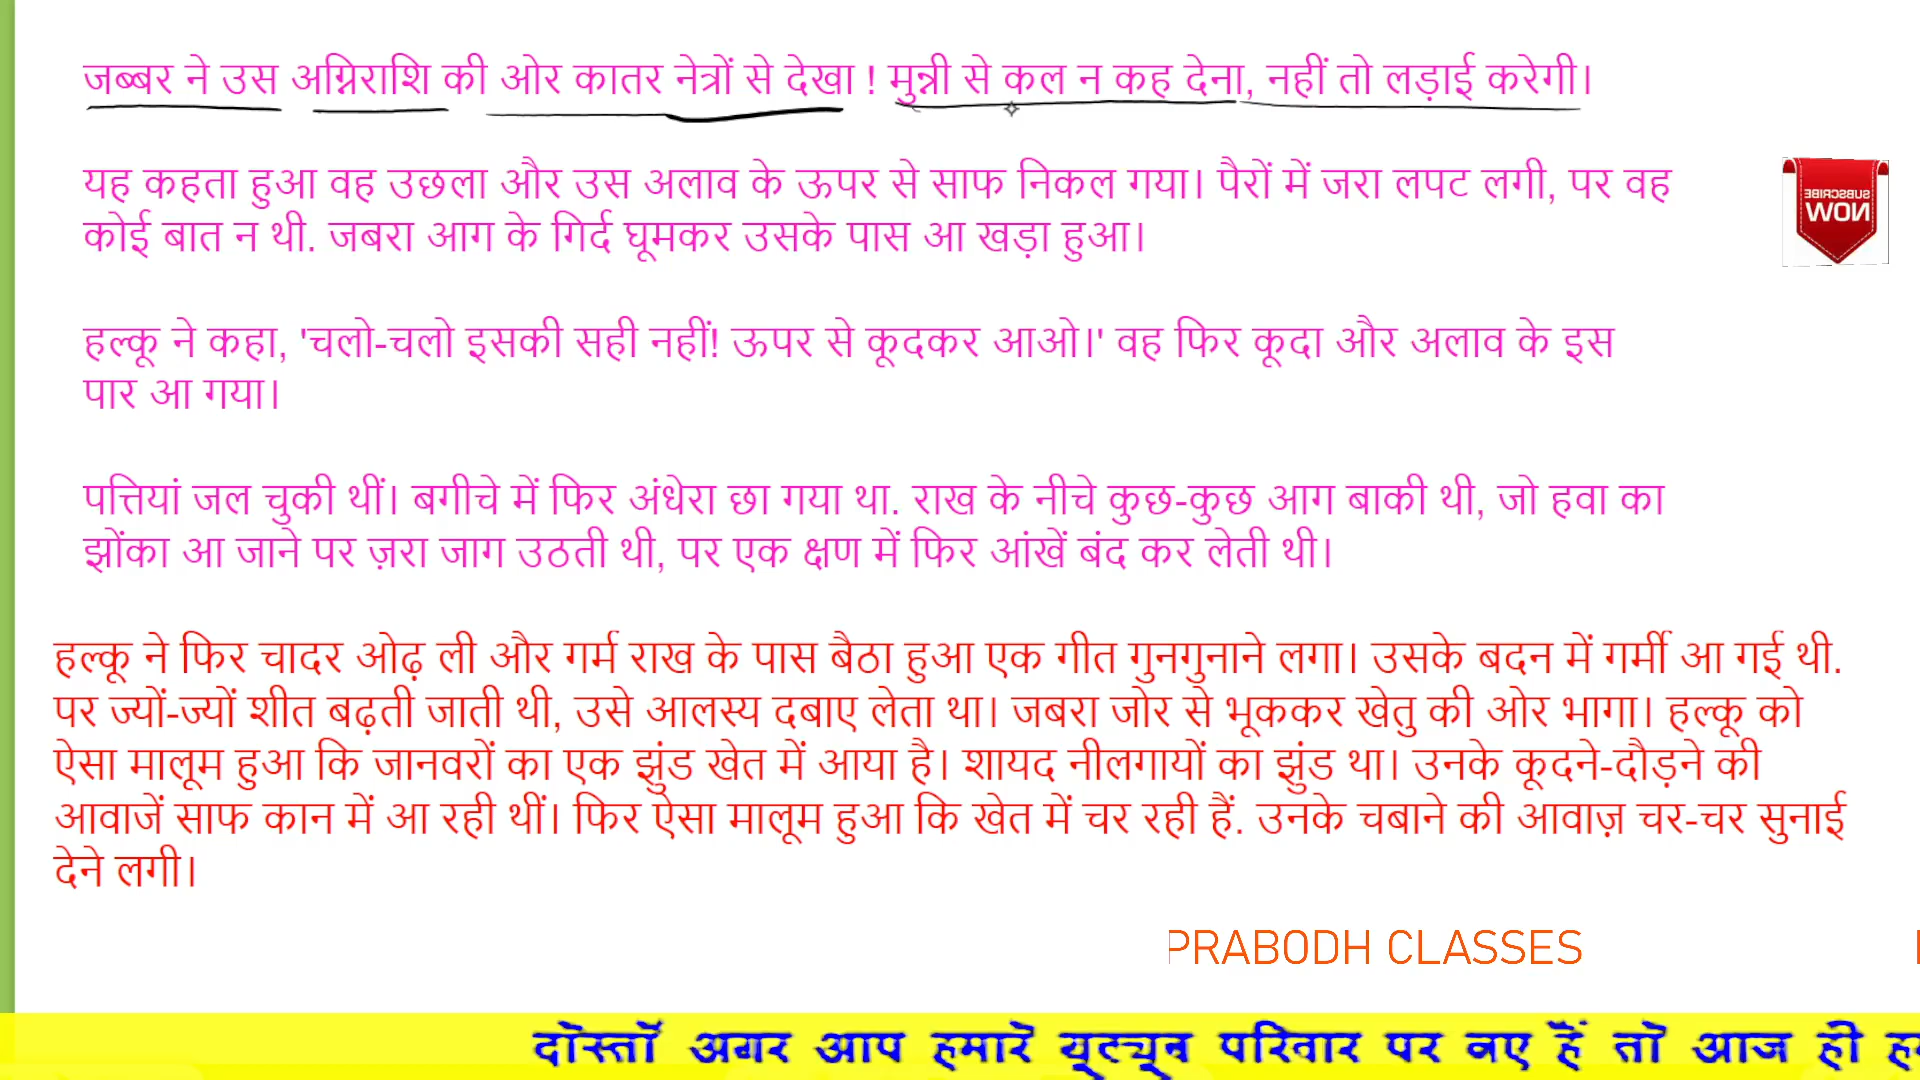 जब्बर ने उस अग्निराशि की ओर कातर नेत्रों से देखा ! मुन्नी से कल न कह देना, नहीं तो लड़ाई करेगी।
यह कहता हुआ वह उछला और उस अलाव के ऊपर से साफ निकल गया। पैरों में जरा लपट लगी, पर वह
कोई बात न थी. जबरा आग के गिर्द घूमकर उसके पास आ खड़ा हुआ।
हल्कू ने कहा, 'चलो-चलो इसकी सही नहीं! ऊपर से कूदकर आओ।' वह फिर कूदा और अलाव के इस
पार आ गया।
पत्तियां जल चुकी थीं। बगीचे में फिर अंधेरा छा गया था. राख के नीचे कुछ-कुछ आग बाकी थी, जो हवा का
झोंका आ जाने पर ज़रा जाग उठती थी, पर एक क्षण में फिर आंखें बंद कर लेती थी।
हल्कू ने फिर चादर ओढ़ ली और गर्म राख के पास बैठा हुआ एक गीत गुनगुनाने लगा। उसके बदन में गर्मी आ गई थी.
पर ज्यों-ज्यों शीत बढ़ती जाती थी, उसे आलस्य दबाए लेता था। जबरा जोर से भूककर खेतु की ओर भागा। हल्कू को
ऐसा मालूम हुआ कि जानवरों का एक झुंड खेत में आया है। शायद नीलगायों का झुंड था। उनके कूदने-दौड़ने की
आवाजें साफ कान में आ रही थीं। फिर ऐसा मालूम हुआ कि खेत में चर रही हैं. उनके चबाने की आवाज़ चर-चर सुनाई
देने लगी।
SUBSCRIBE
NOW
PRABODH CLASSES
दोस्तों अगर आप हमारे यूट्यूब परिवार पर नए हैं तो आज ही